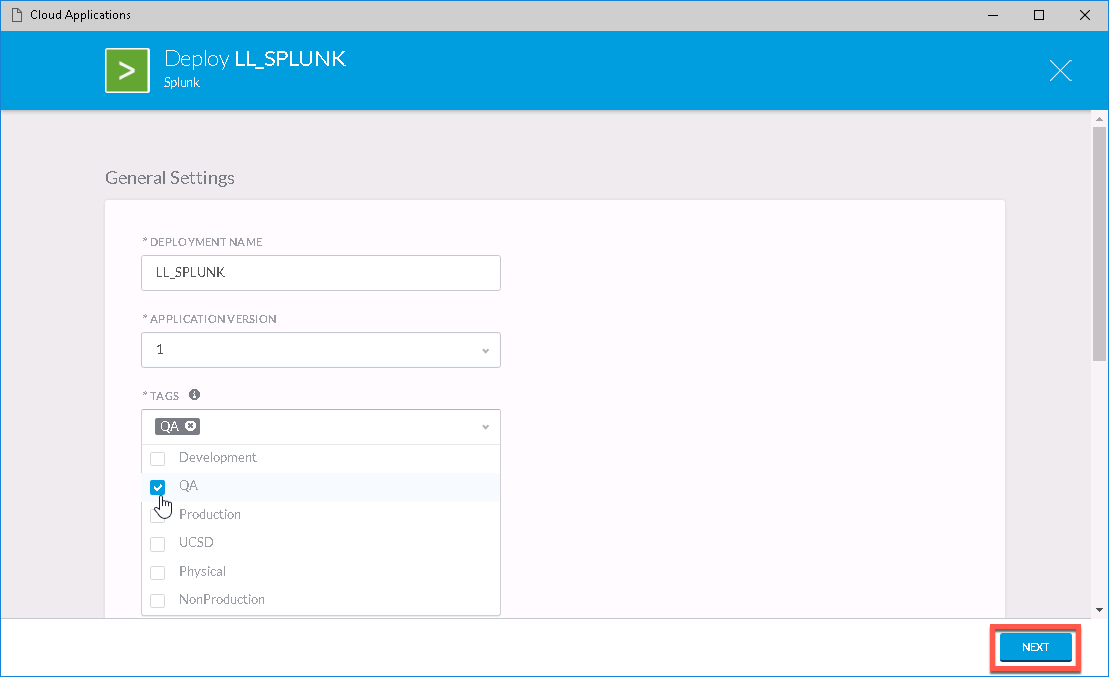 Cloud Applications
Deploy LL_SPLUNK
Splunk
General Settings
* DEPLOYMENT NAME
LL_SPLUNK
* APPLICATION VERSION
1
* TAGS
QA
Development
QA
Production
UCSD
Physical
NonProduction
NEXT